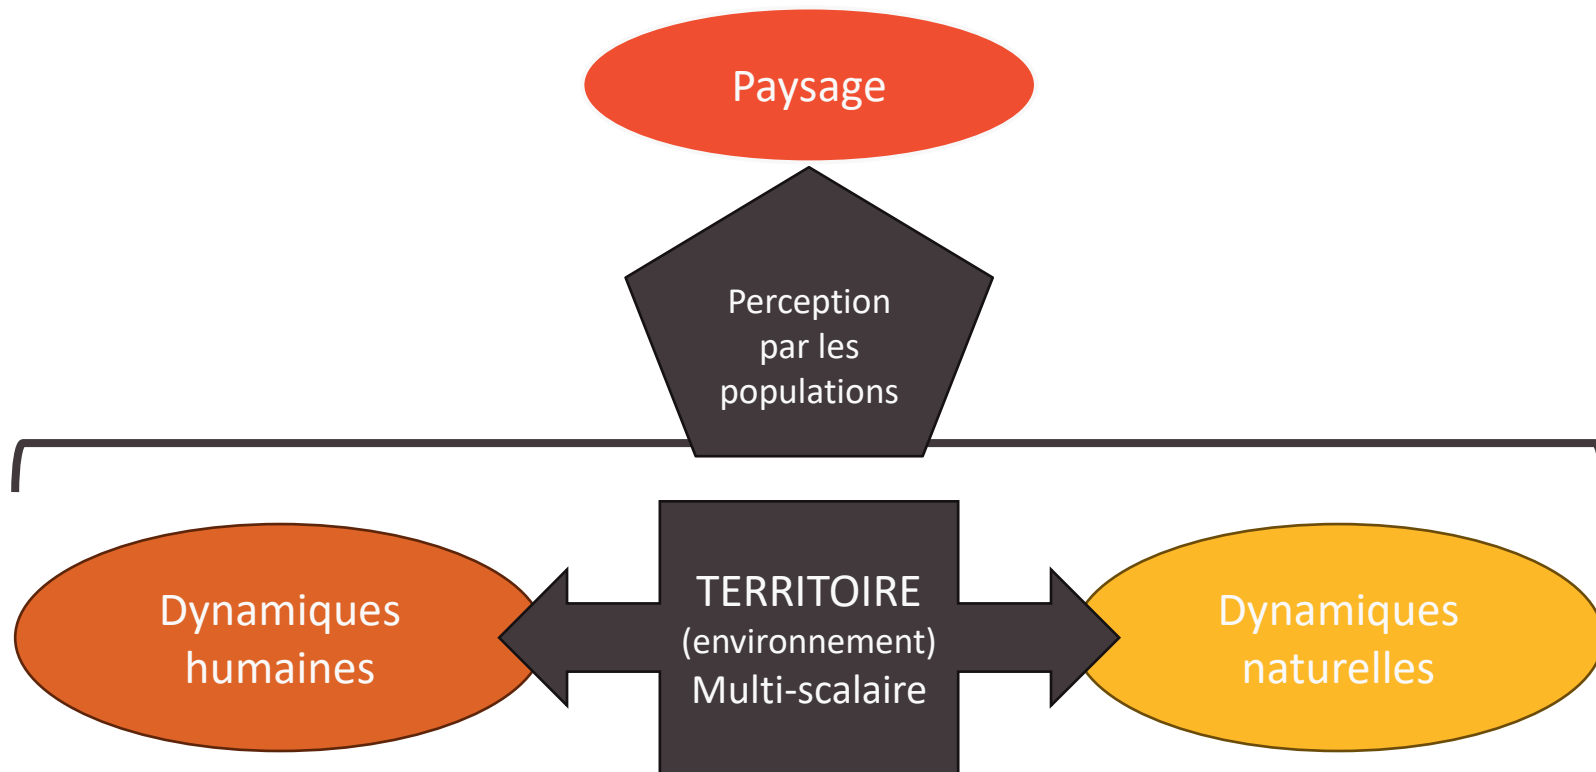 Paysage
Perception
par les
populations
Dynamiques
humaines
TERRITOIRE
(environnement)
Multi-scalaire
Dynamiques
naturelles